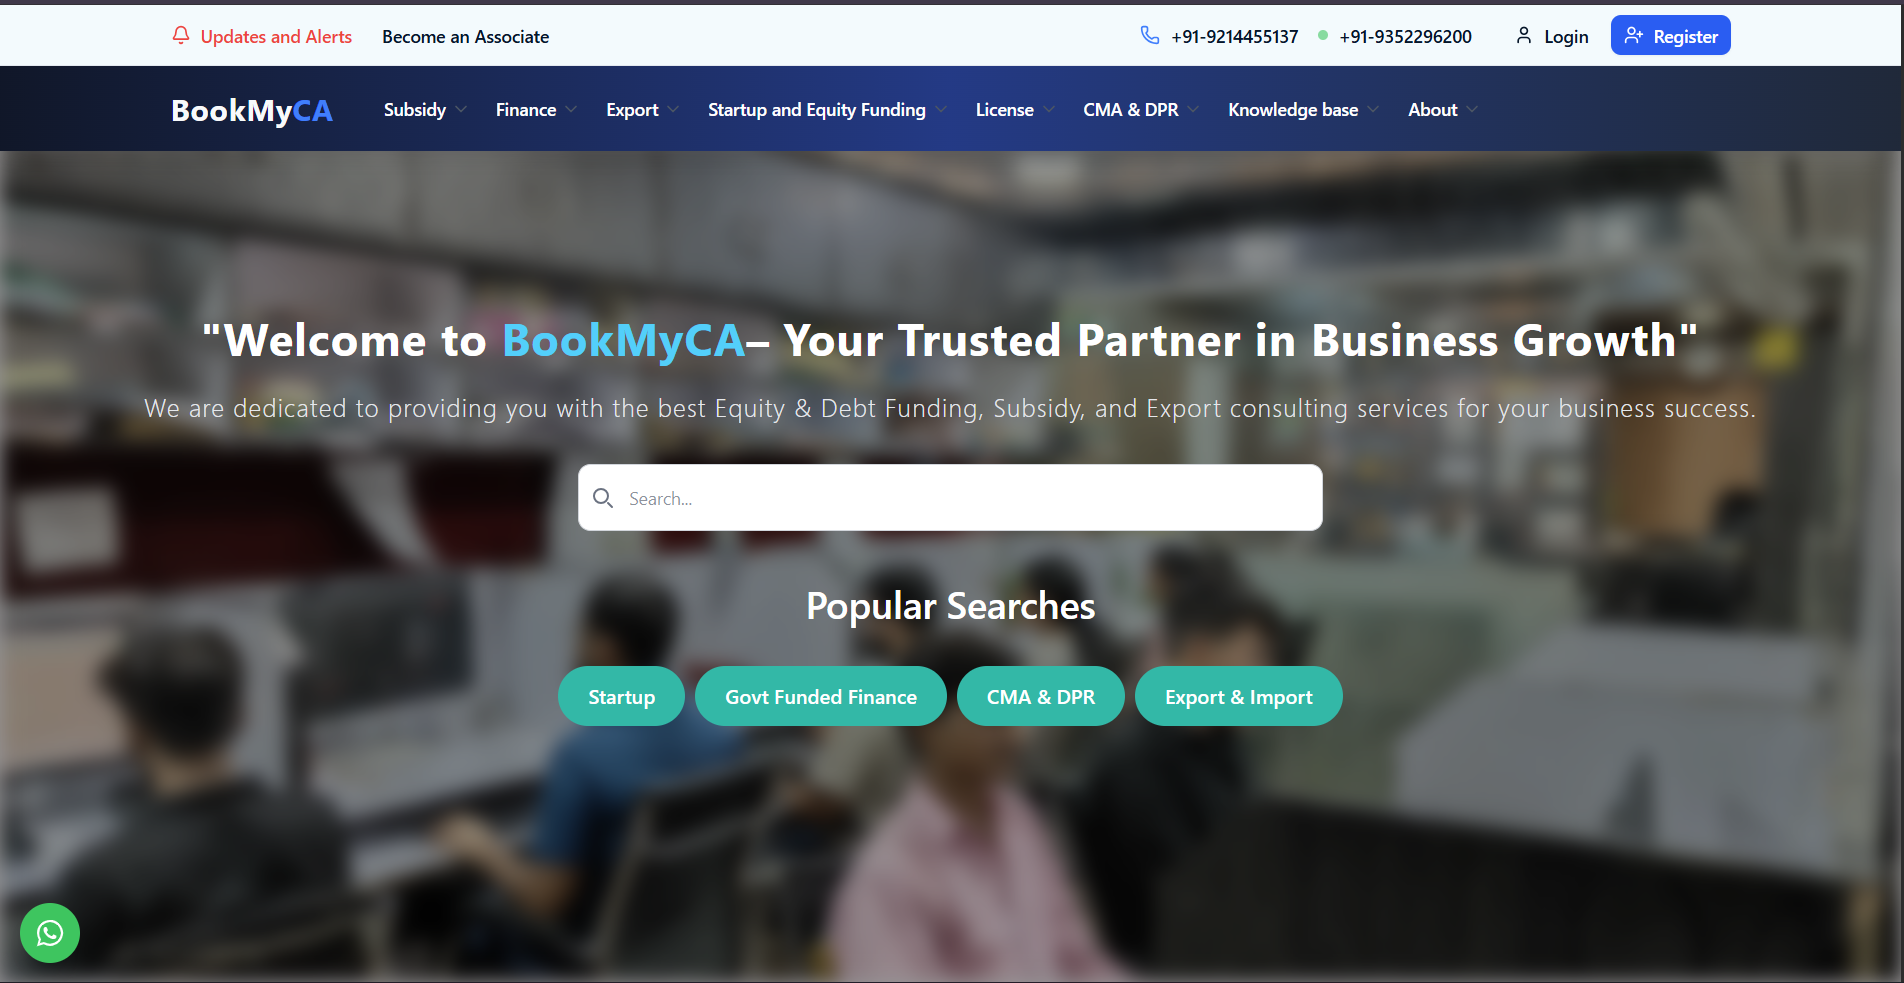 Updates and Alerts Become an Associate +91-9214455137 +91-9352296200 Login Register
BookMyCA Subsidy Finance Export Startup and Equity Funding License CMA & DPR Knowledge base About
"Welcome to BookMyCA– Your Trusted Partner in Business Growth"
We are dedicated to providing you with the best Equity & Debt Funding, Subsidy, and Export consulting services for your business success.
Search...
Popular Searches
Startup Govt Funded Finance CMA & DPR Export & Import